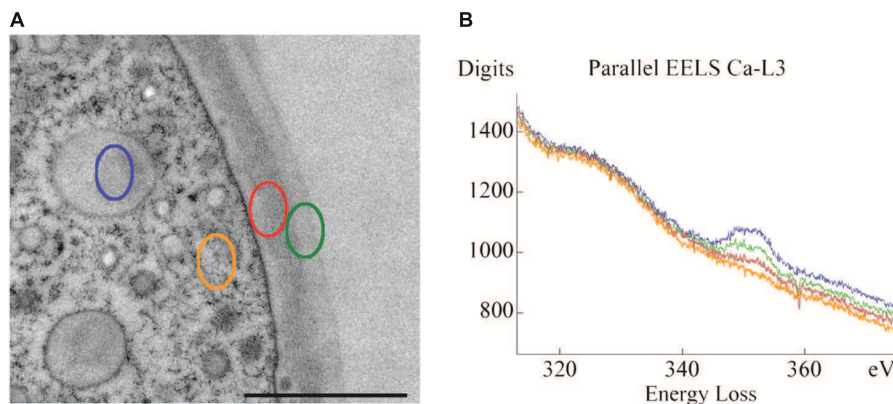 A
B
Digits
Parallel EELS Ca-L3
1400
1200
1000
800
320
340
360
eV
Energy Loss